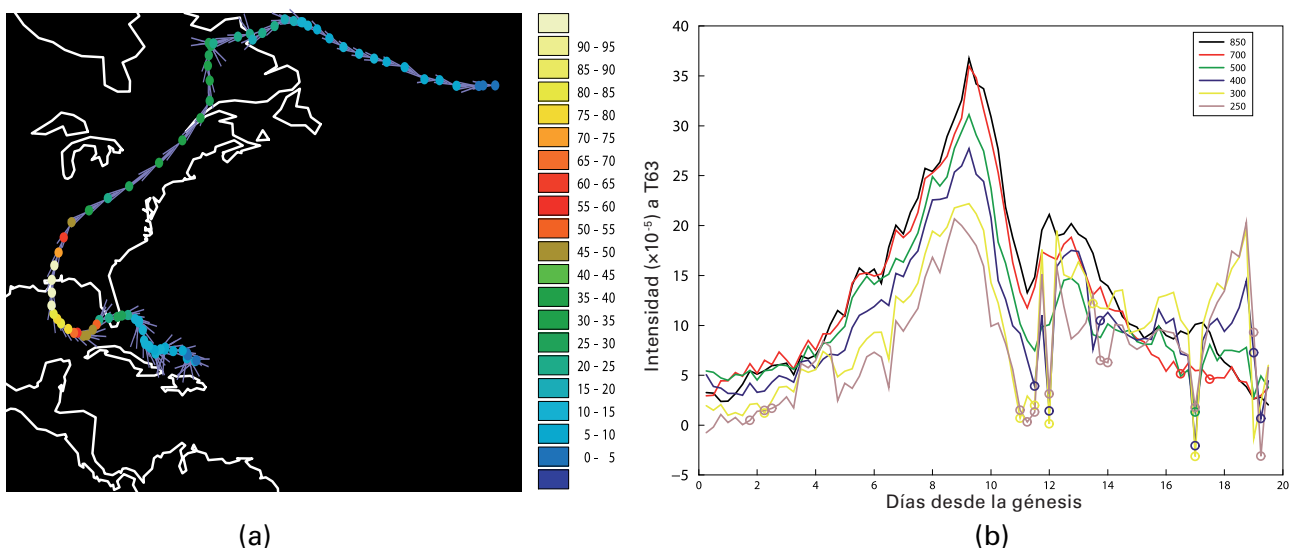 90 - 95
85 - 90
80 - 85
75 - 80
70 - 75
65 - 70
60 - 65
55 - 60
50 - 55
45 - 50
40 - 45
35 - 40
30 - 35
25 - 30
20 - 25
15 - 20
10 - 15
5 - 10
0 - 5
(a)
Intensidad (×10⁻⁵) a T63
40
35
30
25
20
15
10
5
0
−5
850
700
500
400
300
250
0 2 4 6 8 10 12 14 16 18 20
Días desde la génesis
(b)